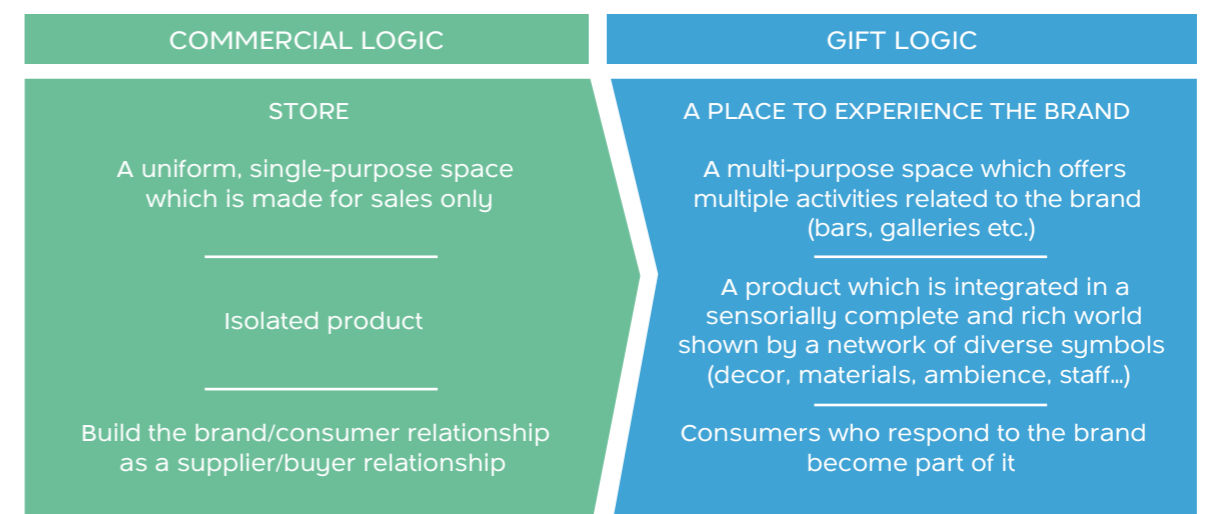 COMMERCIAL LOGIC
GIFT LOGIC
STORE
A uniform, single-purpose space
which is made for sales only
Isolated product
Build the brand/consumer relationship
as a supplier/buyer relationship
A PLACE TO EXPERIENCE THE BRAND
A multi-purpose space which offers
multiple activities related to the brand
(bars, galleries etc.)
A product which is integrated in a
sensorially complete and rich world
shown by a network of diverse symbols
(decor, materials, ambience, staff...)
Consumers who respond to the brand
become part of it